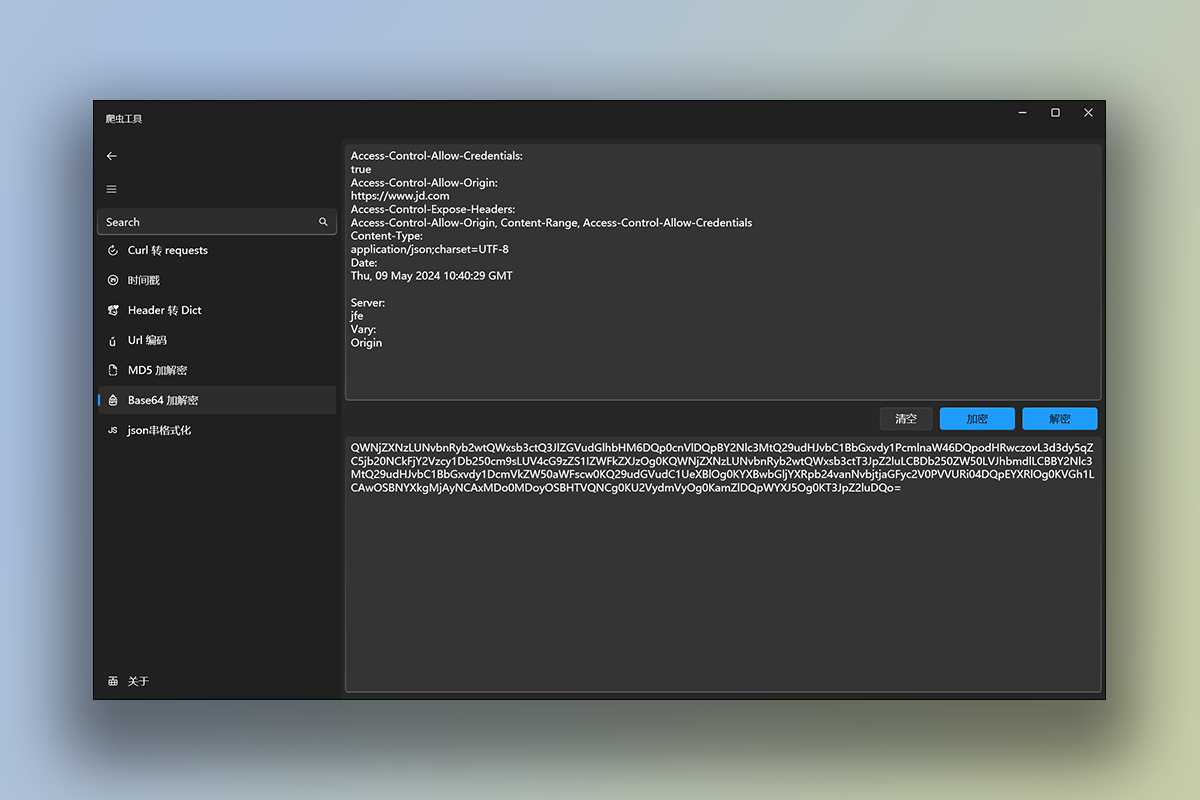 爬虫工具
Search
Curl 转 requests
时间戳
Header 转 Dict
Url 编码
MD5 加解密
Base64 加解密
json串格式化
关于
Access-Control-Allow-Credentials:
true
Access-Control-Allow-Origin:
https://www.jd.com
Access-Control-Expose-Headers:
Access-Control-Allow-Origin, Content-Range, Access-Control-Allow-Credentials
Content-Type:
application/json;charset=UTF-8
Date:
Thu, 09 May 2024 10:40:29 GMT
Server:
jfe
Vary:
Origin
清空
加密
解密
QWNjZXNzLUNvbnRyb2wtQWxsb3ctQ3JlZGVudGlhbHM6DQp0cnVlDQpBY2Nlc3MtQ29udHJvbC1BbGxvdy1PcmlnaW46DQpodHRwczovL3d3dy5qZ
C5jb20NCkFjY2Vzcy1Db250cm9sLUV4cG9zZS1IZWFkZXJzOg0KQWNjZXNzLUNvbnRyb2wtQWxsb3ctT3JpZ2luLCBDb250ZW50LVJhbmdlLCBBY2Nlc3
MtQ29udHJvbC1BbGxvdy1DcmVkZW50aWFscw0KQ29udGVudC1UeXBlOg0KYXBwbGljYXRpb24vanNvbjtjaGFyc2V0PVVURi04DQpEYXRlOg0KVGh1L
CAwOSBNYXkgMjAyNCAxMDo0MDoyOSBHTVQNCg0KU2VydmVyOg0KamZlDQpWYXJ5Og0KT3JpZ2luDQo=